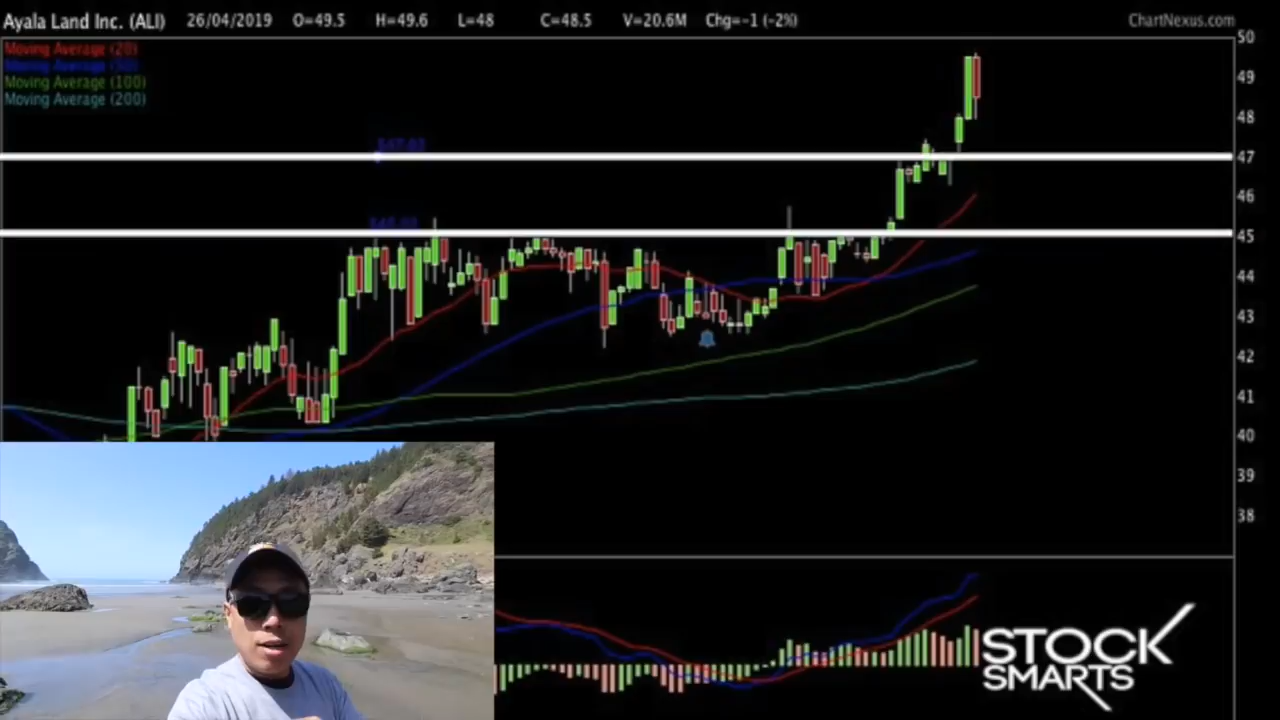 Ayala Land Inc. (ALI) 26/04/2019 O=49.5 H=49.6 L=48 C=48.5 V=20.6M Chg=-1 (-2%) ChartNexus.com
Moving Average (20)
Moving Average (50)
Moving Average (100)
Moving Average (200)
50
49
48
47
46
45
44
43
42
41
40
39
38
STOCK
SMARTS